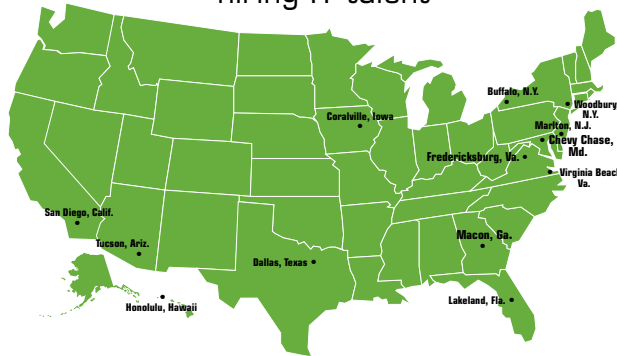 hiring IT talent
Buffalo, N.Y.
Woodbury
N.Y.
Coralville, Iowa
Marlton, N.J.
Chevy Chase,
Md.
Fredericksburg, Va.
Virginia Beach
Va.
San Diego, Calif.
Macon, Ga.
Tucson, Ariz.
Dallas, Texas
Lakeland, Fla.
Honolulu, Hawaii